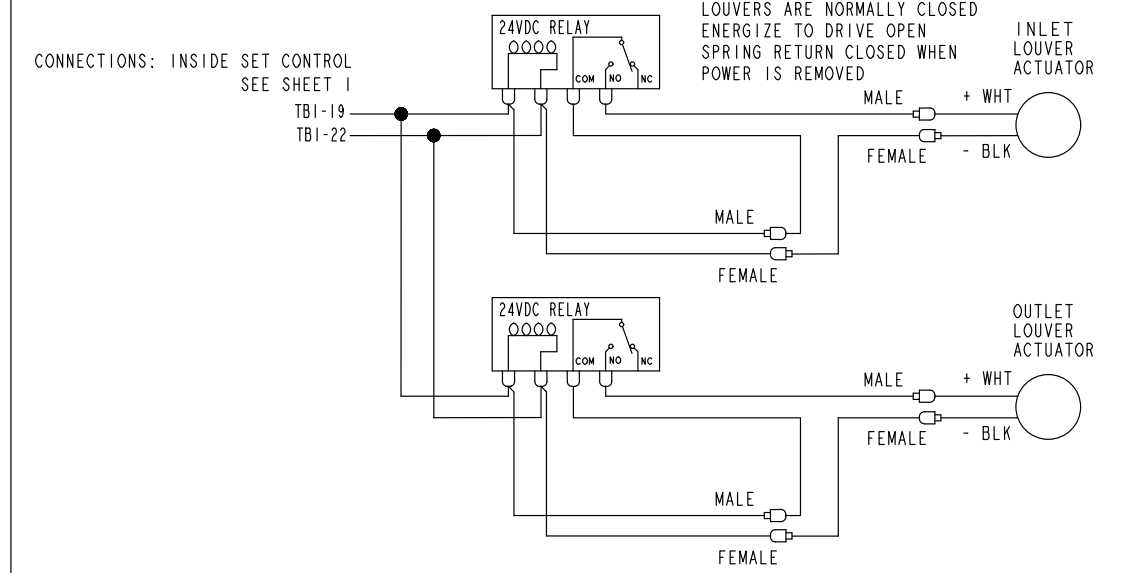 24VDC RELAY
LOUVERS ARE NORMALLY CLOSED
ENERGIZE TO DRIVE OPEN
SPRING RETURN CLOSED WHEN
POWER IS REMOVED
INLET
LOUVER
ACTUATOR
CONNECTIONS: INSIDE SET CONTROL
SEE SHEET 1
COM NO NC
TB1-19
TB1-22
MALE
+ WHT
FEMALE
- BLK
MALE
FEMALE
24VDC RELAY
OUTLET
LOUVER
ACTUATOR
COM NO NC
MALE
+ WHT
FEMALE
- BLK
MALE
FEMALE